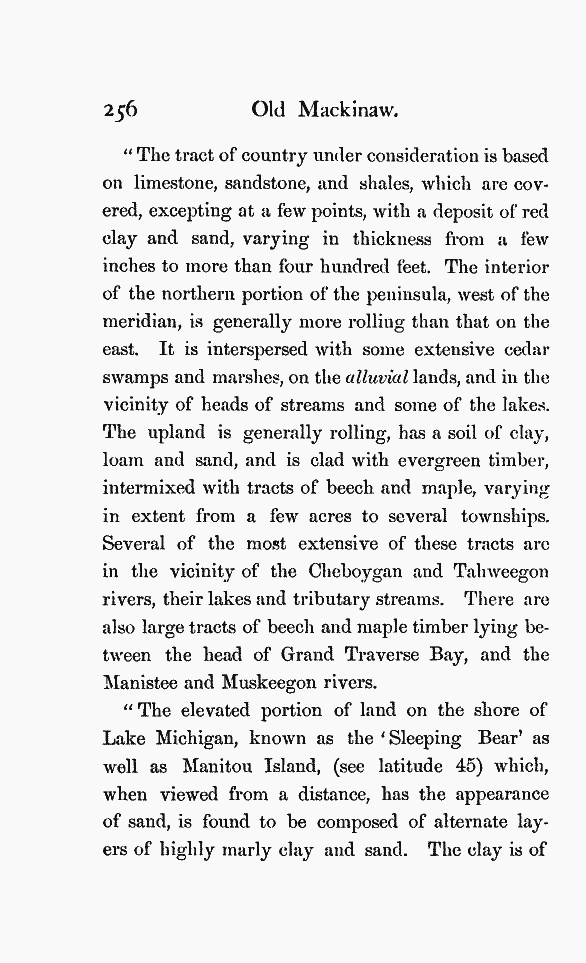 256 Old Mackinaw.
“ The tract of country under consideration is based
on limestone, sandstone, and shales, which are cov-
ered, excepting at a few points, with a deposit of red
clay and sand, varying in thickness from a few
inches to more than four hundred feet. The interior
of the northern portion of the peninsula, west of the
meridian, is generally more rolling than that on the
east. It is interspersed with some extensive cedar
swamps and marshes, on the alluvial lands, and in the
vicinity of heads of streams and some of the lakes.
The upland is generally rolling, has a soil of clay,
loam and sand, and is clad with evergreen timber,
intermixed with tracts of beech and maple, varying
in extent from a few acres to several townships.
Several of the most extensive of these tracts are
in the vicinity of the Cheboygan and Tahweegon
rivers, their lakes and tributary streams. There are
also large tracts of beech and maple timber lying be-
tween the head of Grand Traverse Bay, and the
Manistee and Muskeegon rivers.
“ The elevated portion of land on the shore of
Lake Michigan, known as the ‘Sleeping Bear’ as
well as Manitou Island, (see latitude 45) which,
when viewed from a distance, has the appearance
of sand, is found to be composed of alternate lay-
ers of highly marly clay and sand. The clay is of